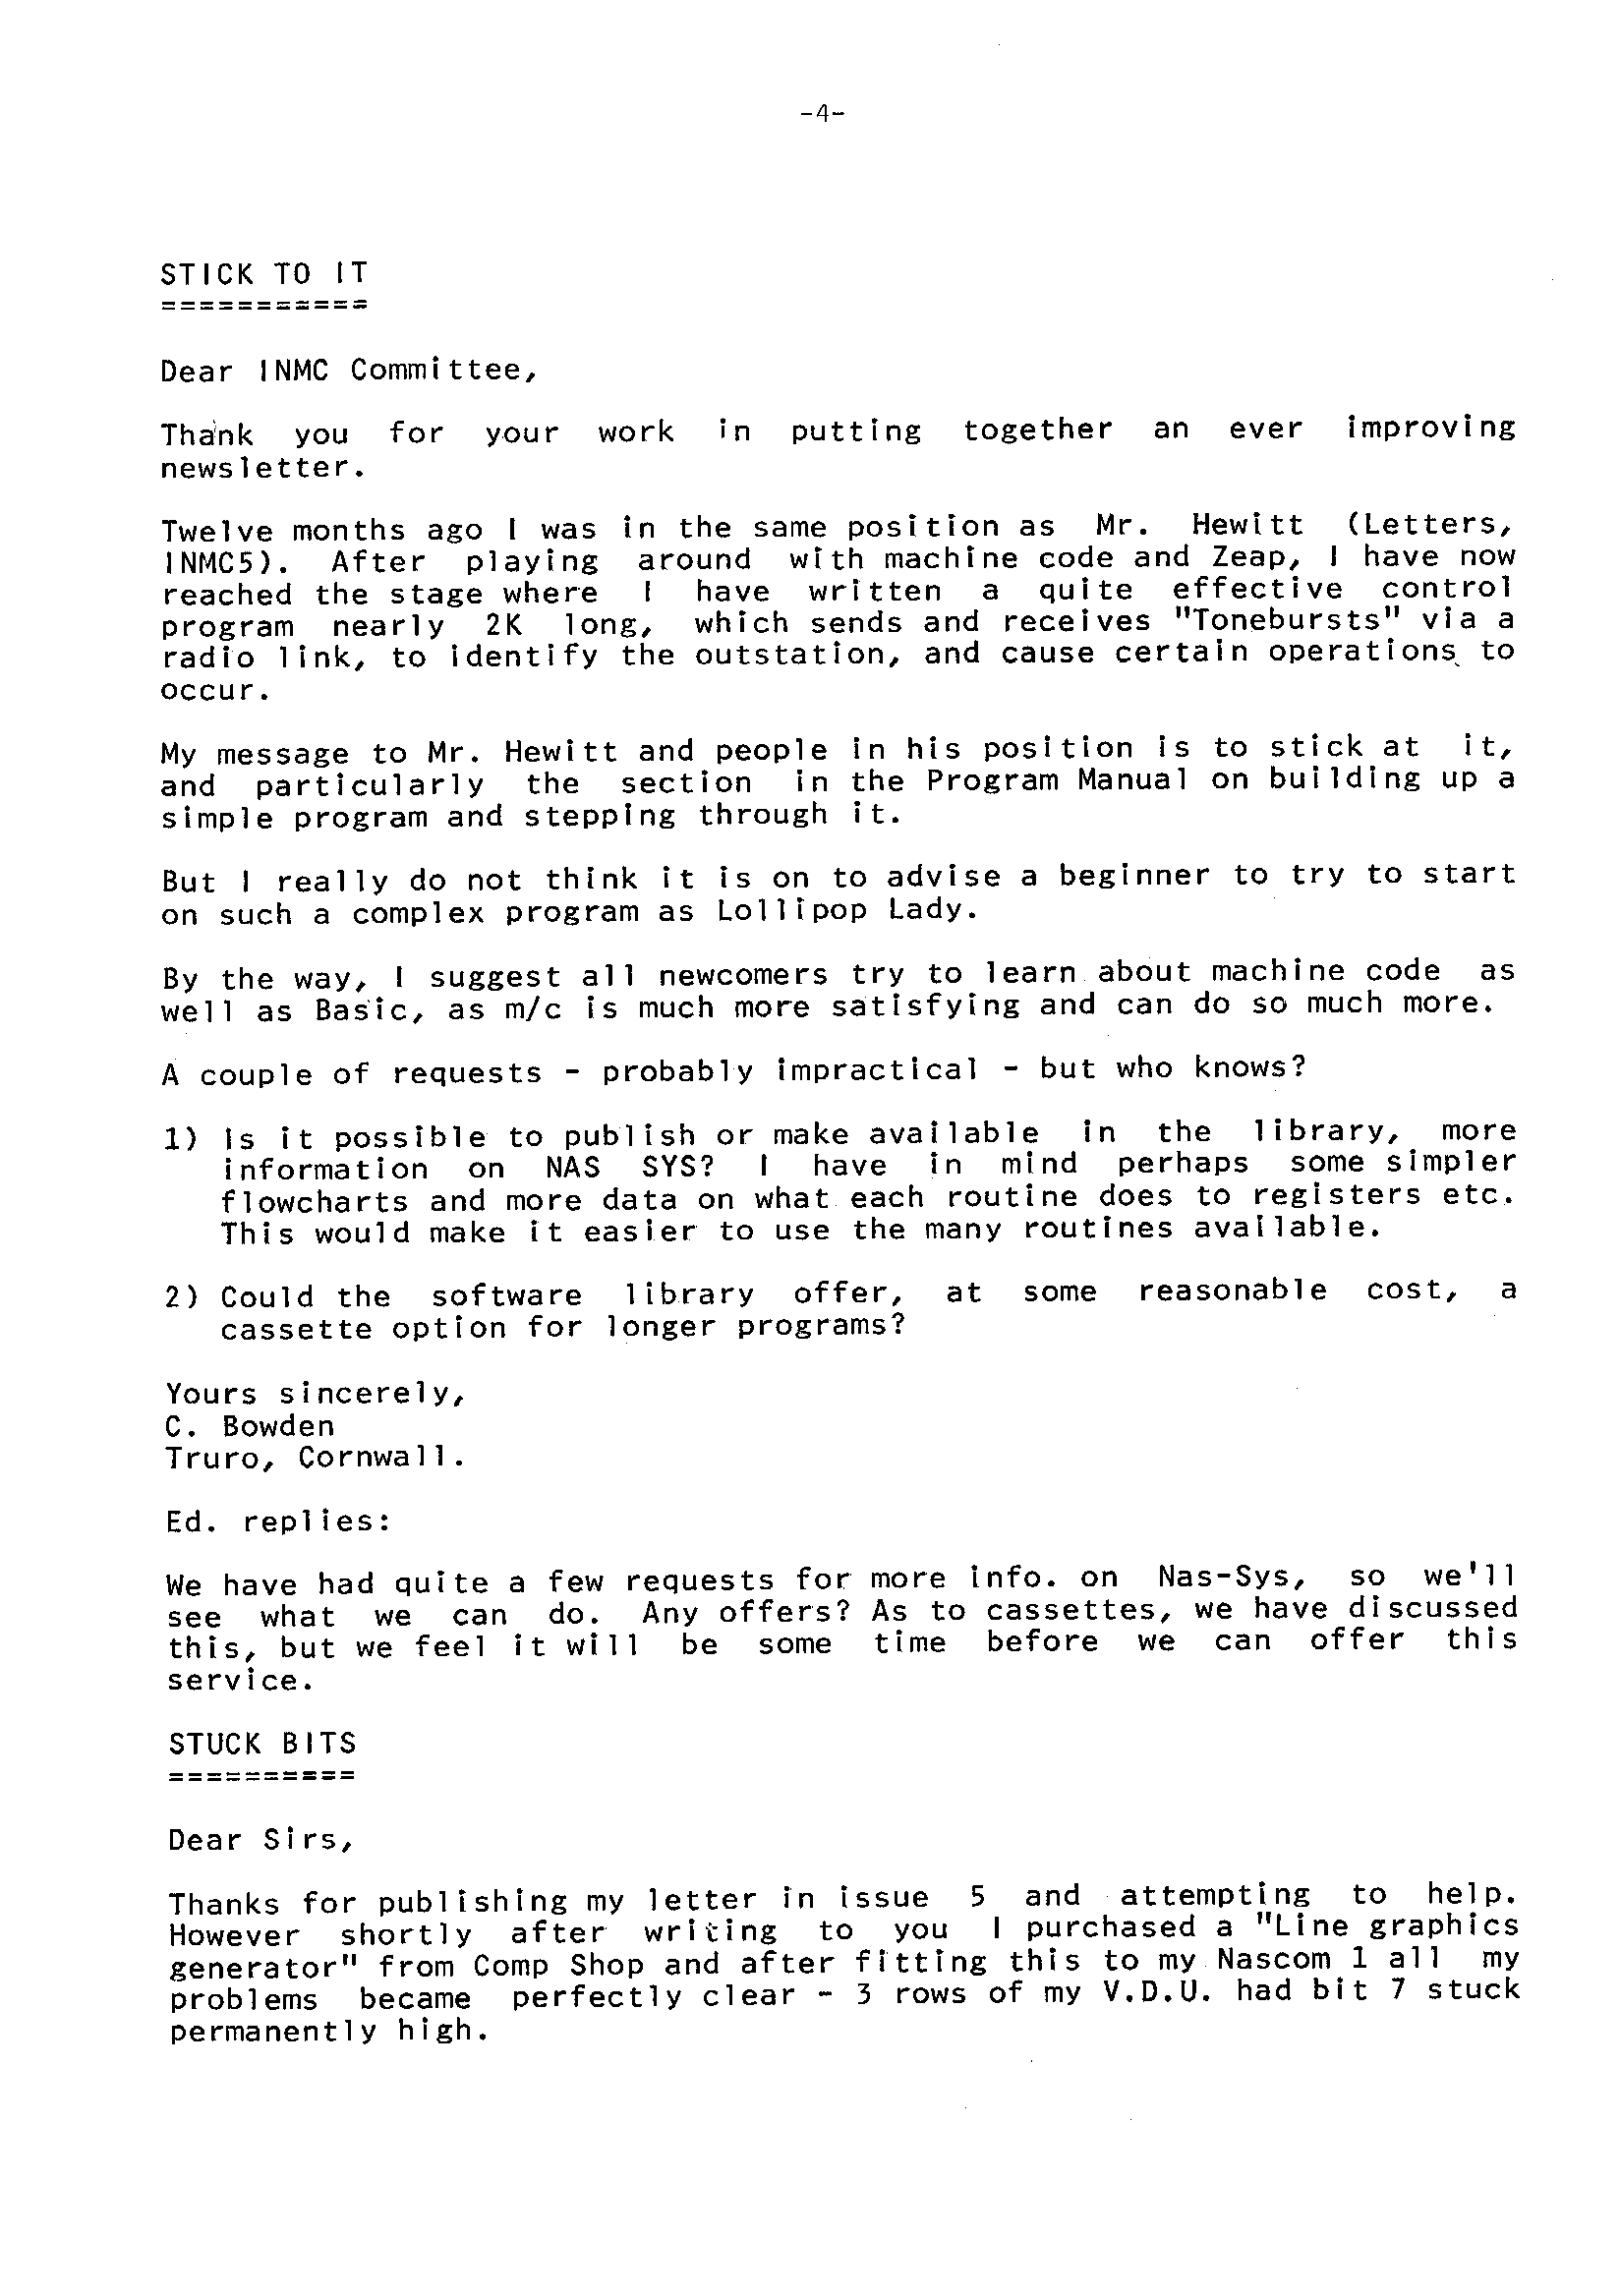 -4-
STICK TO IT
===========
Dear INMC Committee,
Thank you for your work in putting together an ever improving
newsletter.
Twelve months ago I was in the same position as Mr. Hewitt (Letters,
INMC5). After playing around with machine code and Zeap, I have now
reached the stage where I have written a quite effective control
program nearly 2K long, which sends and receives "Tonebursts" via a
radio link, to identify the outstation, and cause certain operations to
occur.
My message to Mr. Hewitt and people in his position is to stick at it,
and particularly the section in the Program Manual on building up a
simple program and stepping through it.
But I really do not think it is on to advise a beginner to try to start
on such a complex program as Lollipop Lady.
By the way, I suggest all newcomers try to learn about machine code as
well as Basic, as m/c is much more satisfying and can do so much more.
A couple of requests - probably impractical - but who knows?
1) Is it possible to publish or make available in the library, more
information on NAS SYS? I have in mind perhaps some simpler
flowcharts and more data on what each routine does to registers etc.
This would make it easier to use the many routines available.
2) Could the software library offer, at some reasonable cost, a
cassette option for longer programs?
Yours sincerely,
C. Bowden
Truro, Cornwall.
Ed. replies:
We have had quite a few requests for more info. on Nas-Sys, so we'll
see what we can do. Any offers? As to cassettes, we have discussed
this, but we feel it will be some time before we can offer this
service.
STUCK BITS
==========
Dear Sirs,
Thanks for publishing my letter in issue 5 and attempting to help.
However shortly after writing to you I purchased a "Line graphics
generator" from Comp Shop and after fitting this to my Nascom 1 all my
problems became perfectly clear - 3 rows of my V.D.U. had bit 7 stuck
permanently high.